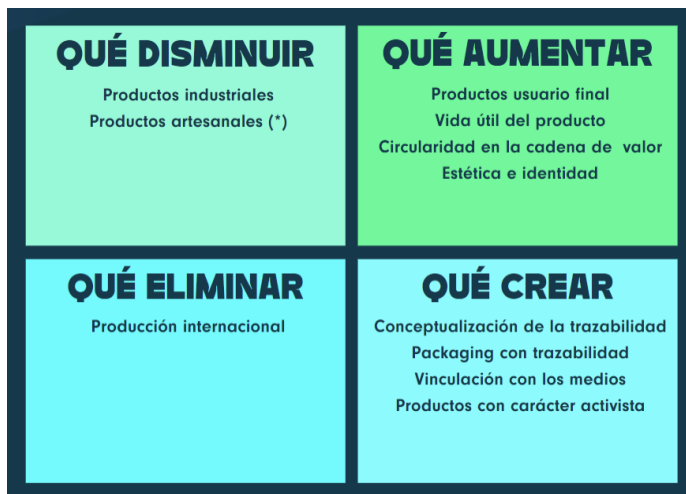 QUÉ DISMINUIR
Productos industriales
Productos artesanales (*)
QUÉ AUMENTAR
Productos usuario final
Vida útil del producto
Circularidad en la cadena de valor
Estética e identidad
QUÉ ELIMINAR
Producción internacional
QUÉ CREAR
Conceptualización de la trazabilidad
Packaging con trazabilidad
Vinculación con los medios
Productos con carácter activista